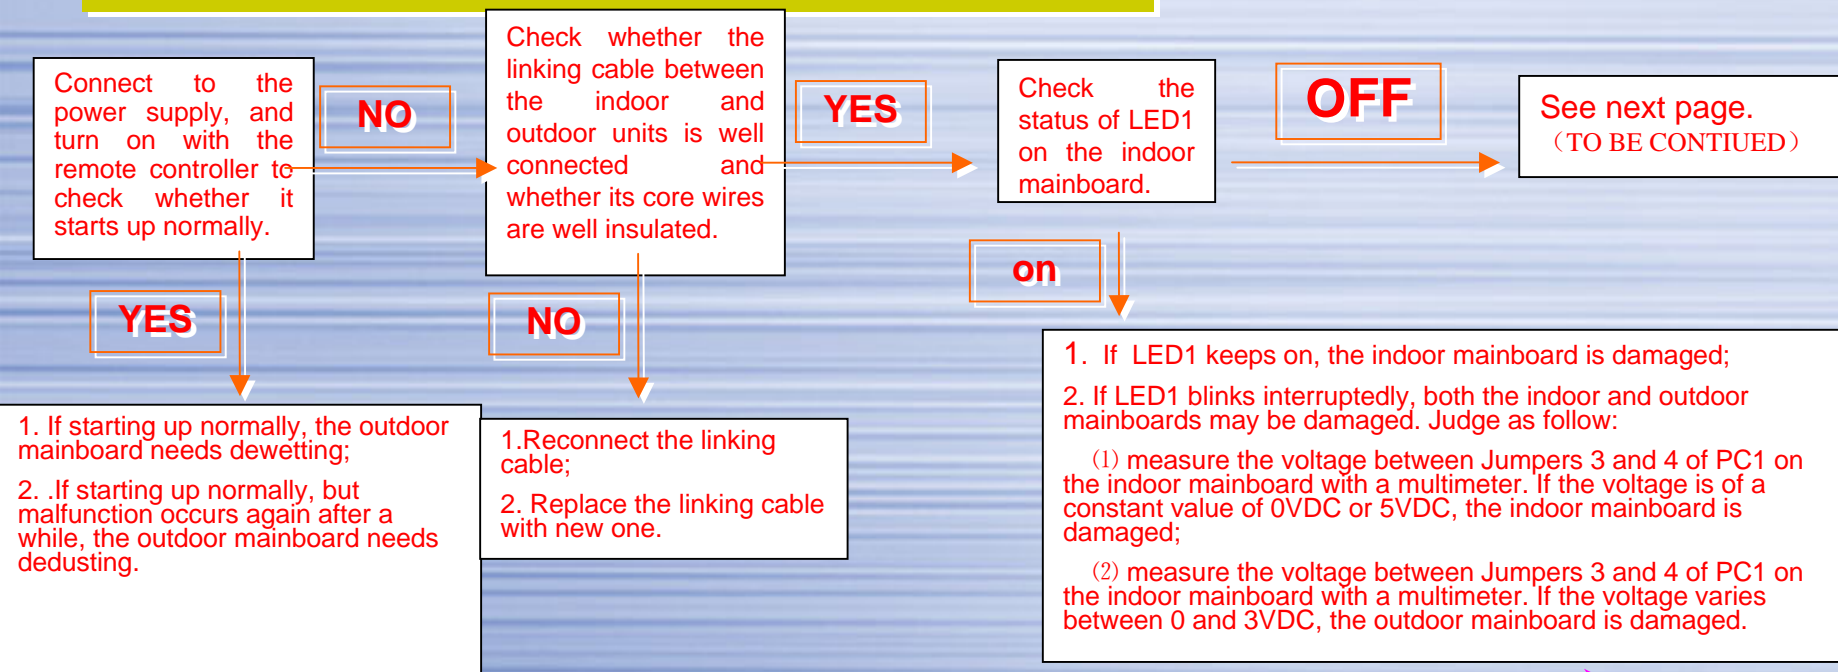 Connect to the
power supply, and
turn on with the
remote controller to
check whether it
starts up normally.
NO
Check whether the
linking cable between
the indoor and
outdoor units is well
connected and
whether its core wires
are well insulated.
YES
Check the
status of LED1
on the indoor
mainboard.
OFF
See next page.
（TO BE CONTIUED）
YES
NO
on
1. If starting up normally, the outdoor
mainboard needs dewetting;
2. .If starting up normally, but
malfunction occurs again after a
while, the outdoor mainboard needs
dedusting.
1.Reconnect the linking
cable;
2. Replace the linking cable
with new one.
1. If LED1 keeps on, the indoor mainboard is damaged;
2. If LED1 blinks interruptedly, both the indoor and outdoor
mainboards may be damaged. Judge as follow:
⑴ measure the voltage between Jumpers 3 and 4 of PC1 on
the indoor mainboard with a multimeter. If the voltage is of a
constant value of 0VDC or 5VDC, the indoor mainboard is
damaged;
⑵ measure the voltage between Jumpers 3 and 4 of PC1 on
the indoor mainboard with a multimeter. If the voltage varies
between 0 and 3VDC, the outdoor mainboard is damaged.